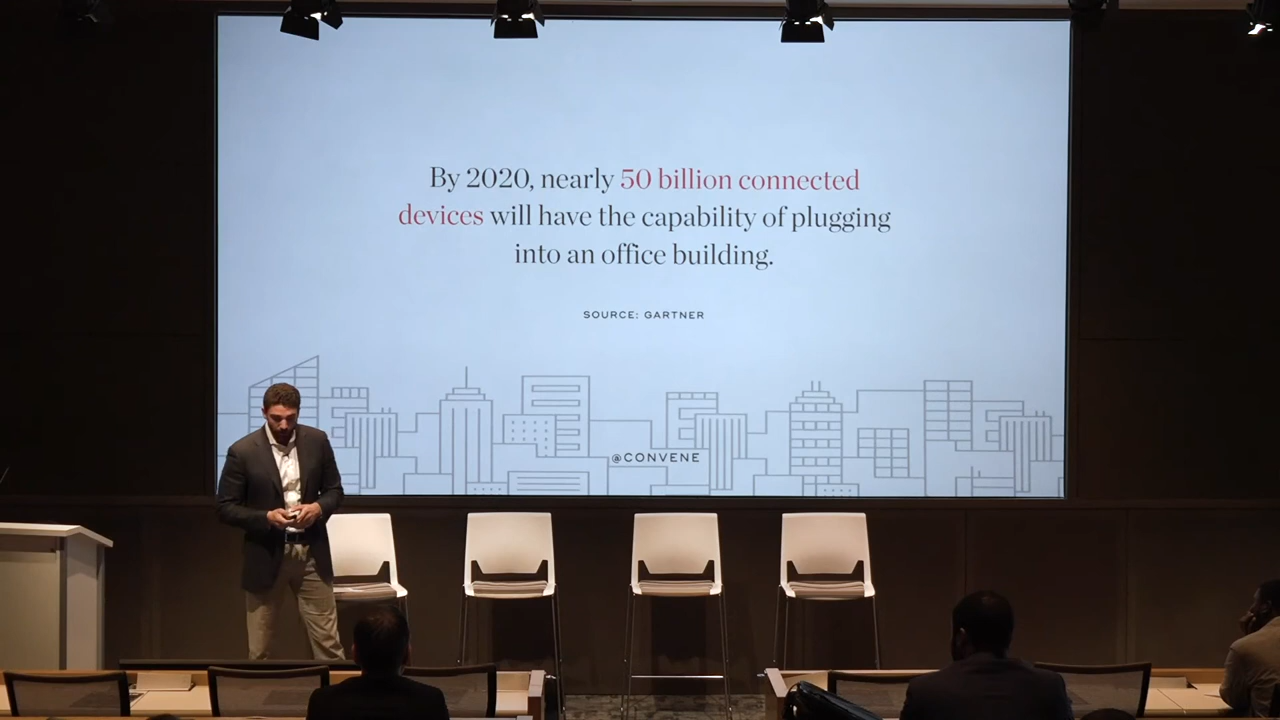 By 2020, nearly 50 billion connected
devices will have the capability of plugging
into an office building.
SOURCE: GARTNER
@CONVENE